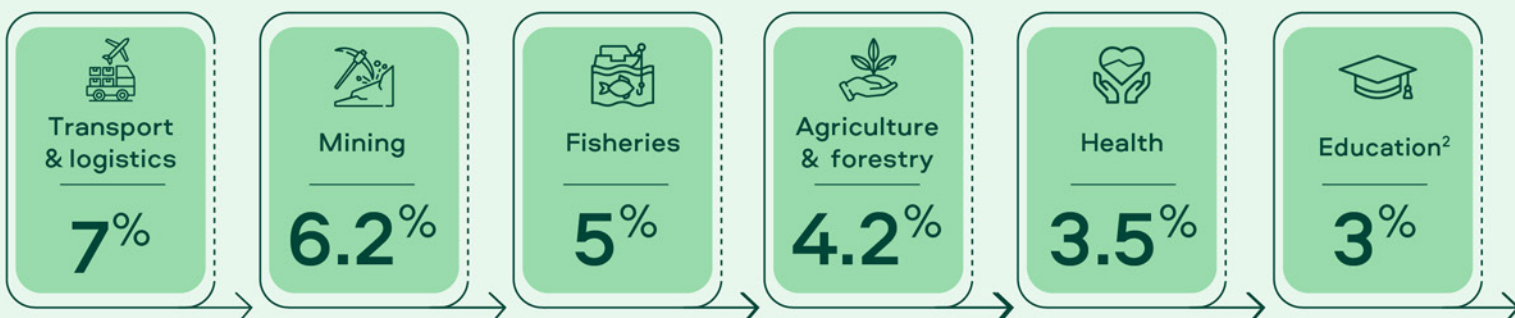 Transport
& logistics
7%
Mining
6.2%
Fisheries
5%
Agriculture
& forestry
4.2%
Health
3.5%
Education²
3%